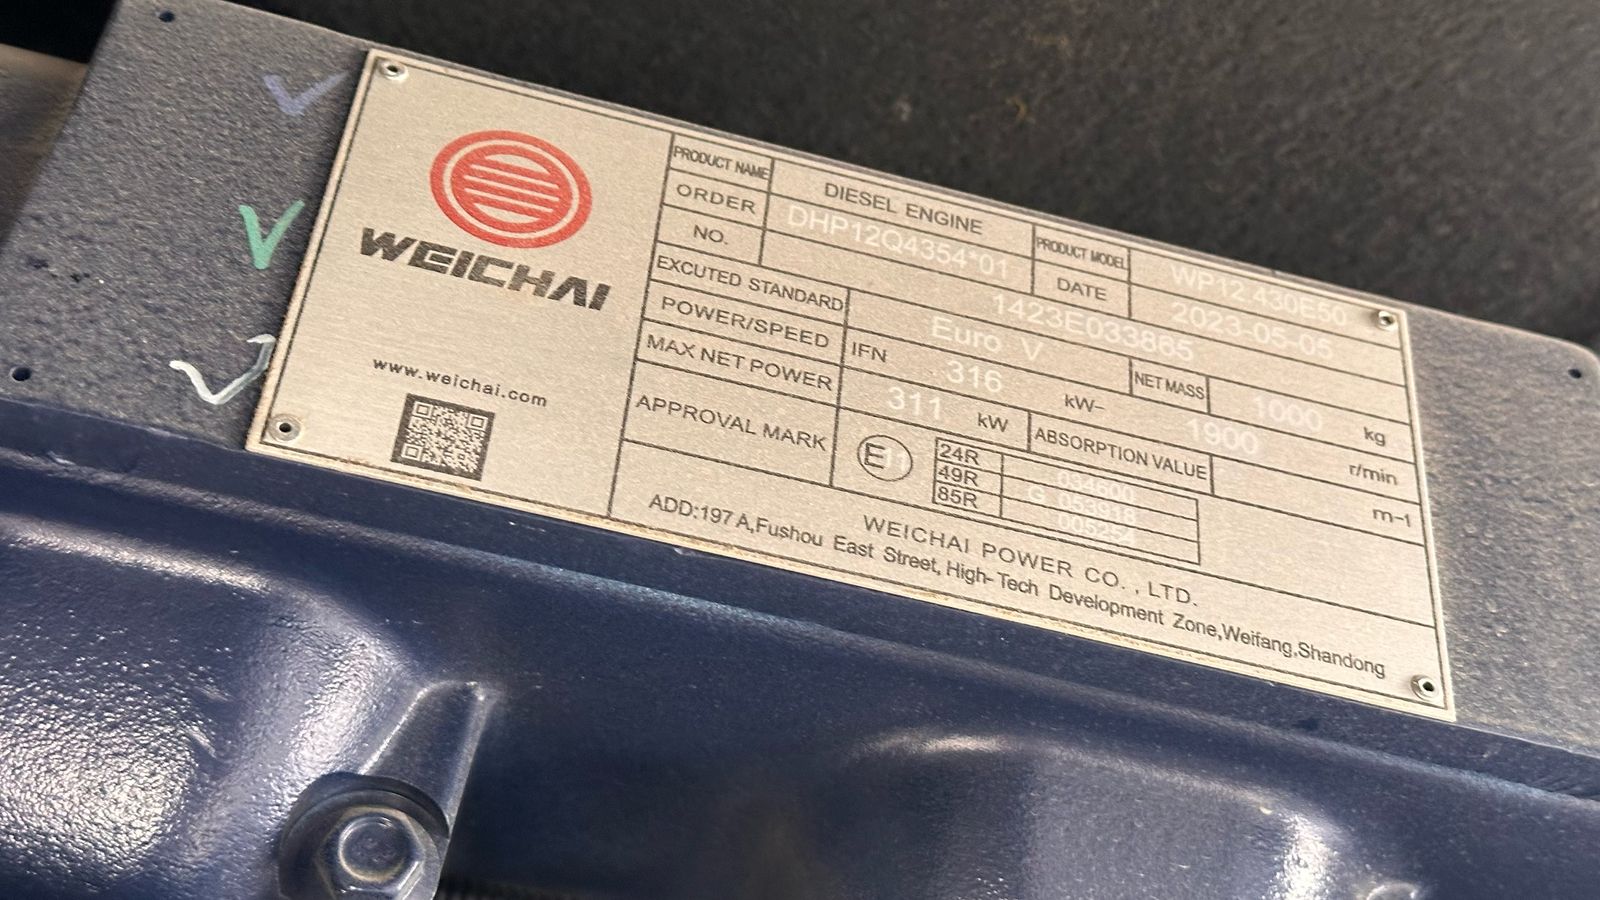 WEICHAI
www.weichai.com
PRODUCT NAME DIESEL ENGINE PRODUCT MODEL WP12.430E50
ORDER DHP12Q4354*01 DATE 2023-05-05
NO. 1423E033865
EXCUTED STANDARD Euro V NET MASS 1000 kg
POWER/SPEED IFN 316 kW- 1900 r/min
MAX NET POWER 311 kW ABSORPTION VALUE m-1
APPROVAL MARK E11
24R 034600
49R G 053918
85R 005254
WEICHAI POWER CO. , LTD.
ADD:197 A,Fushou East Street, High-Tech Development Zone,Weifang,Shandong